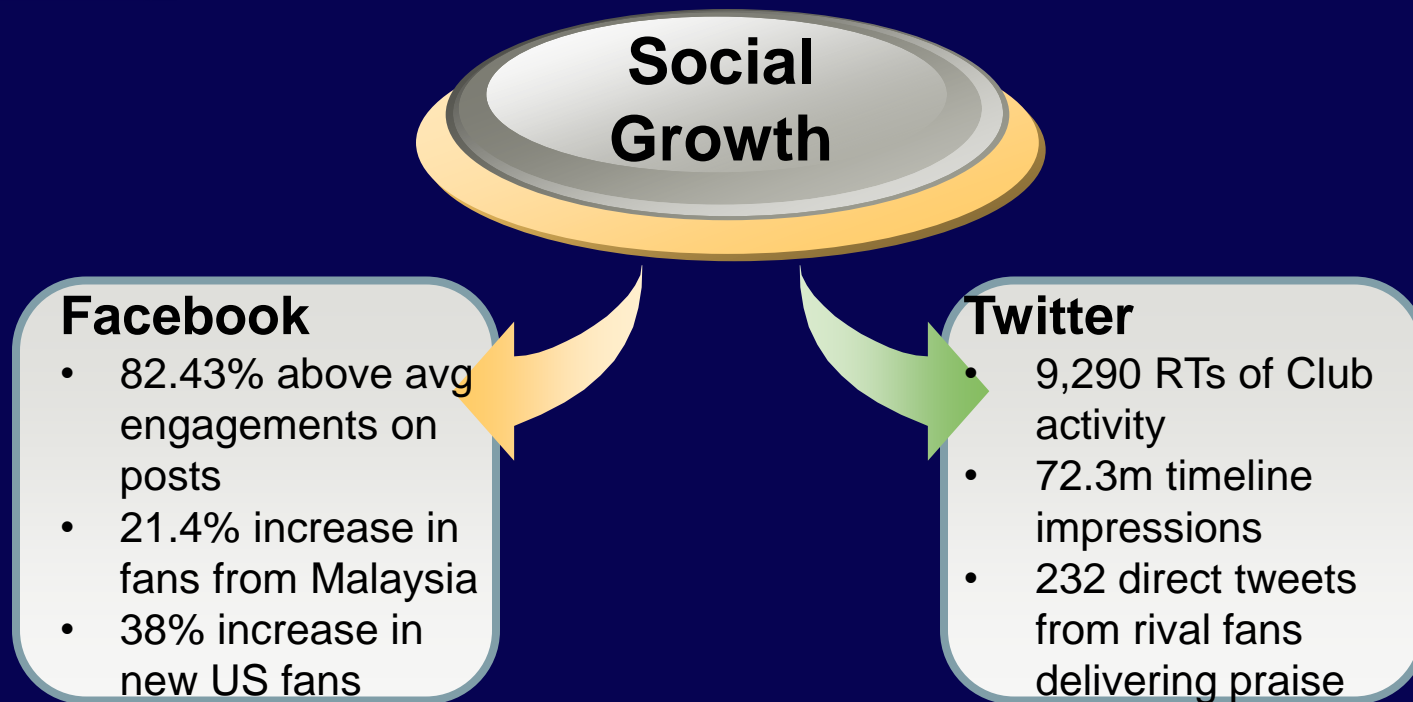 Social
Growth
Facebook
• 82.43% above avg
engagements on
posts
• 21.4% increase in
fans from Malaysia
• 38% increase in
new US fans
Twitter
• 9,290 RTs of Club
activity
• 72.3m timeline
impressions
• 232 direct tweets
from rival fans
delivering praise